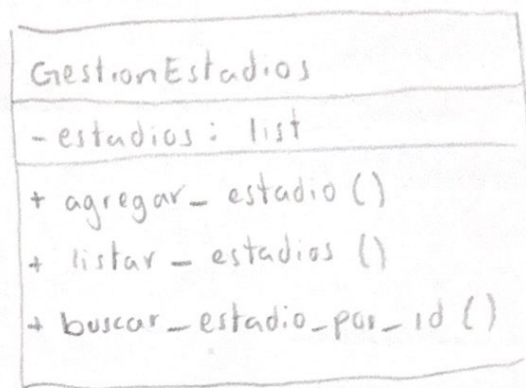 GestionEstadios
- estadios: list
+ agregar_estadio()
+ listar_estadios()
+ buscar_estadio_por_id()